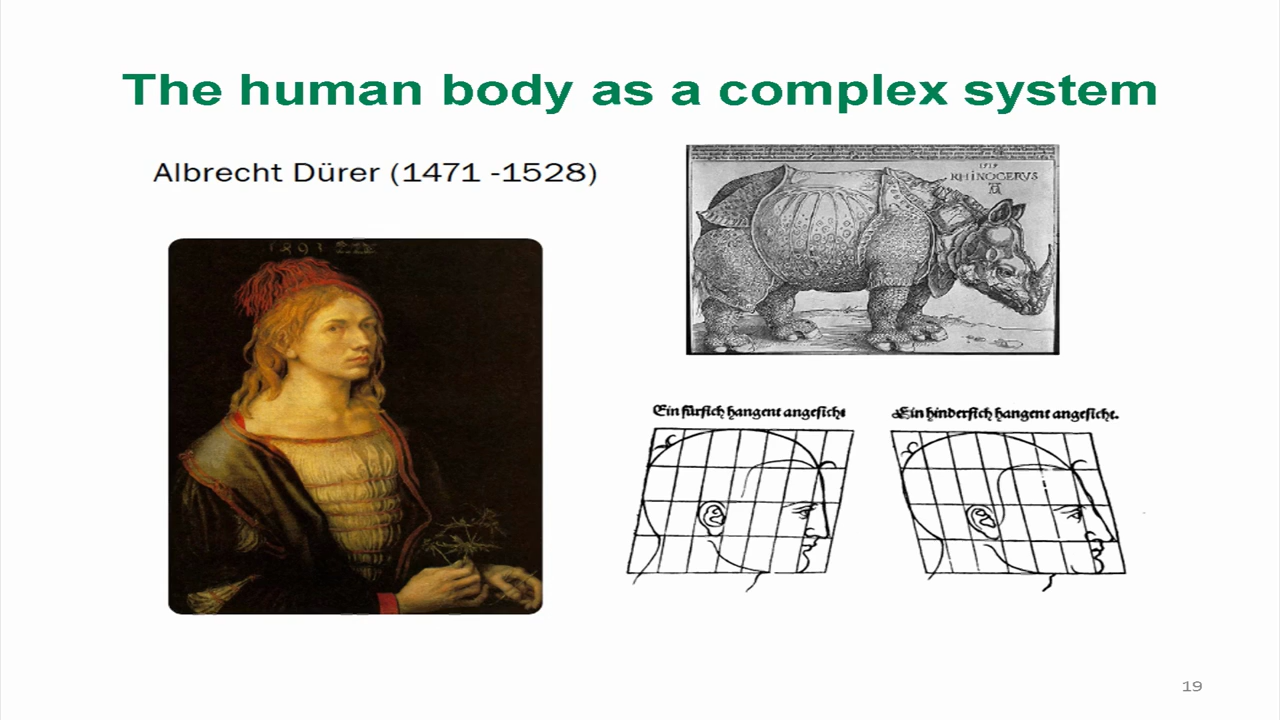 The human body as a complex system
Albrecht Dürer (1471 -1528)
1515
RHINOCERVS
Ein fürsich hangent angesicht
Ein hindersich hangent angesicht.
19